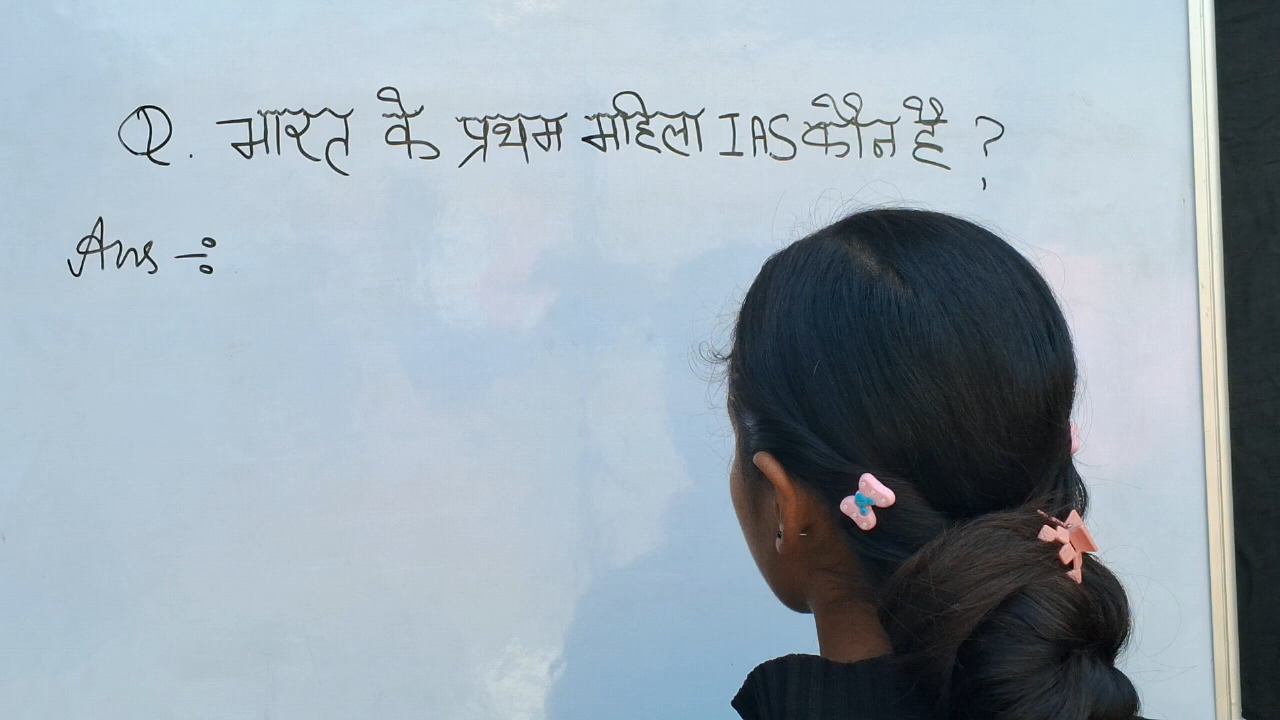 Q. भारत के प्रथम महिला IAS कौन है ?
Ans ÷